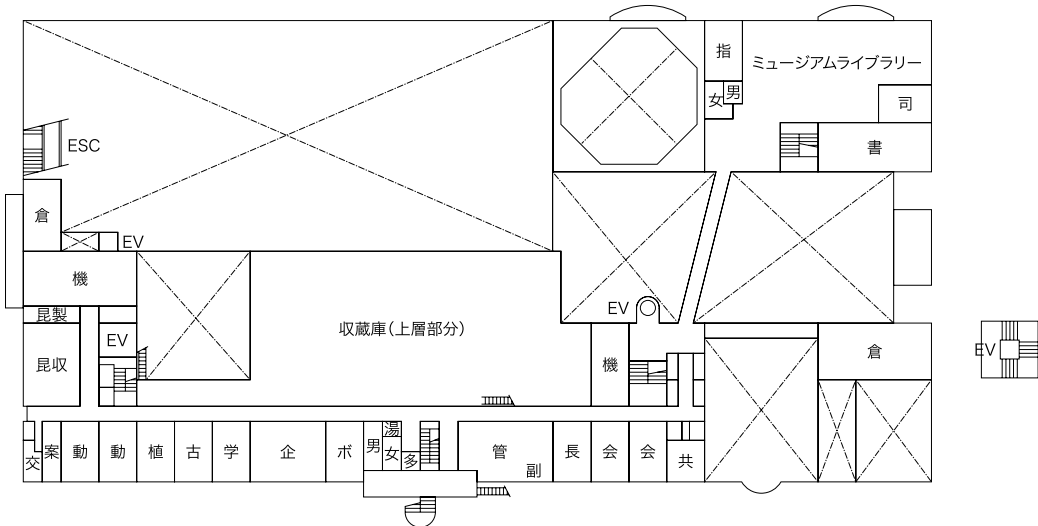 指
ミュージアムライブラリー
女
男
司
ESC
書
倉
EV
機
EV
昆製
収蔵庫(上層部分)
EV
昆収
機
倉
EV
交
案
動
動
植
古
学
企
ボ
男
湯
女
多
管
副
長
会
会
共